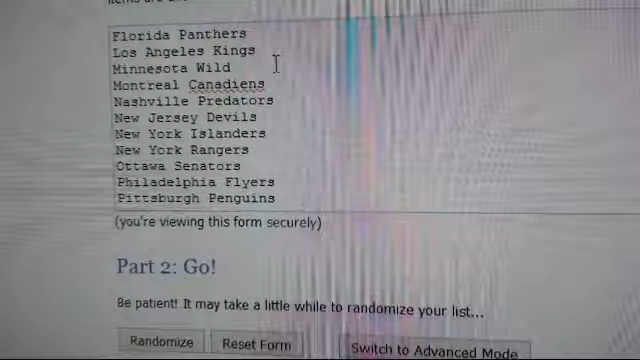 Florida Panthers
Los Angeles Kings
Minnesota Wild
Montreal Canadiens
Nashville Predators
New Jersey Devils
New York Islanders
New York Rangers
Ottawa Senators
Philadelphia Flyers
Pittsburgh Penguins
(you're viewing this form securely)
Part 2: Go!
Be patient! It may take a little while to randomize your list...
Randomize Reset Form Switch to Advanced Mode